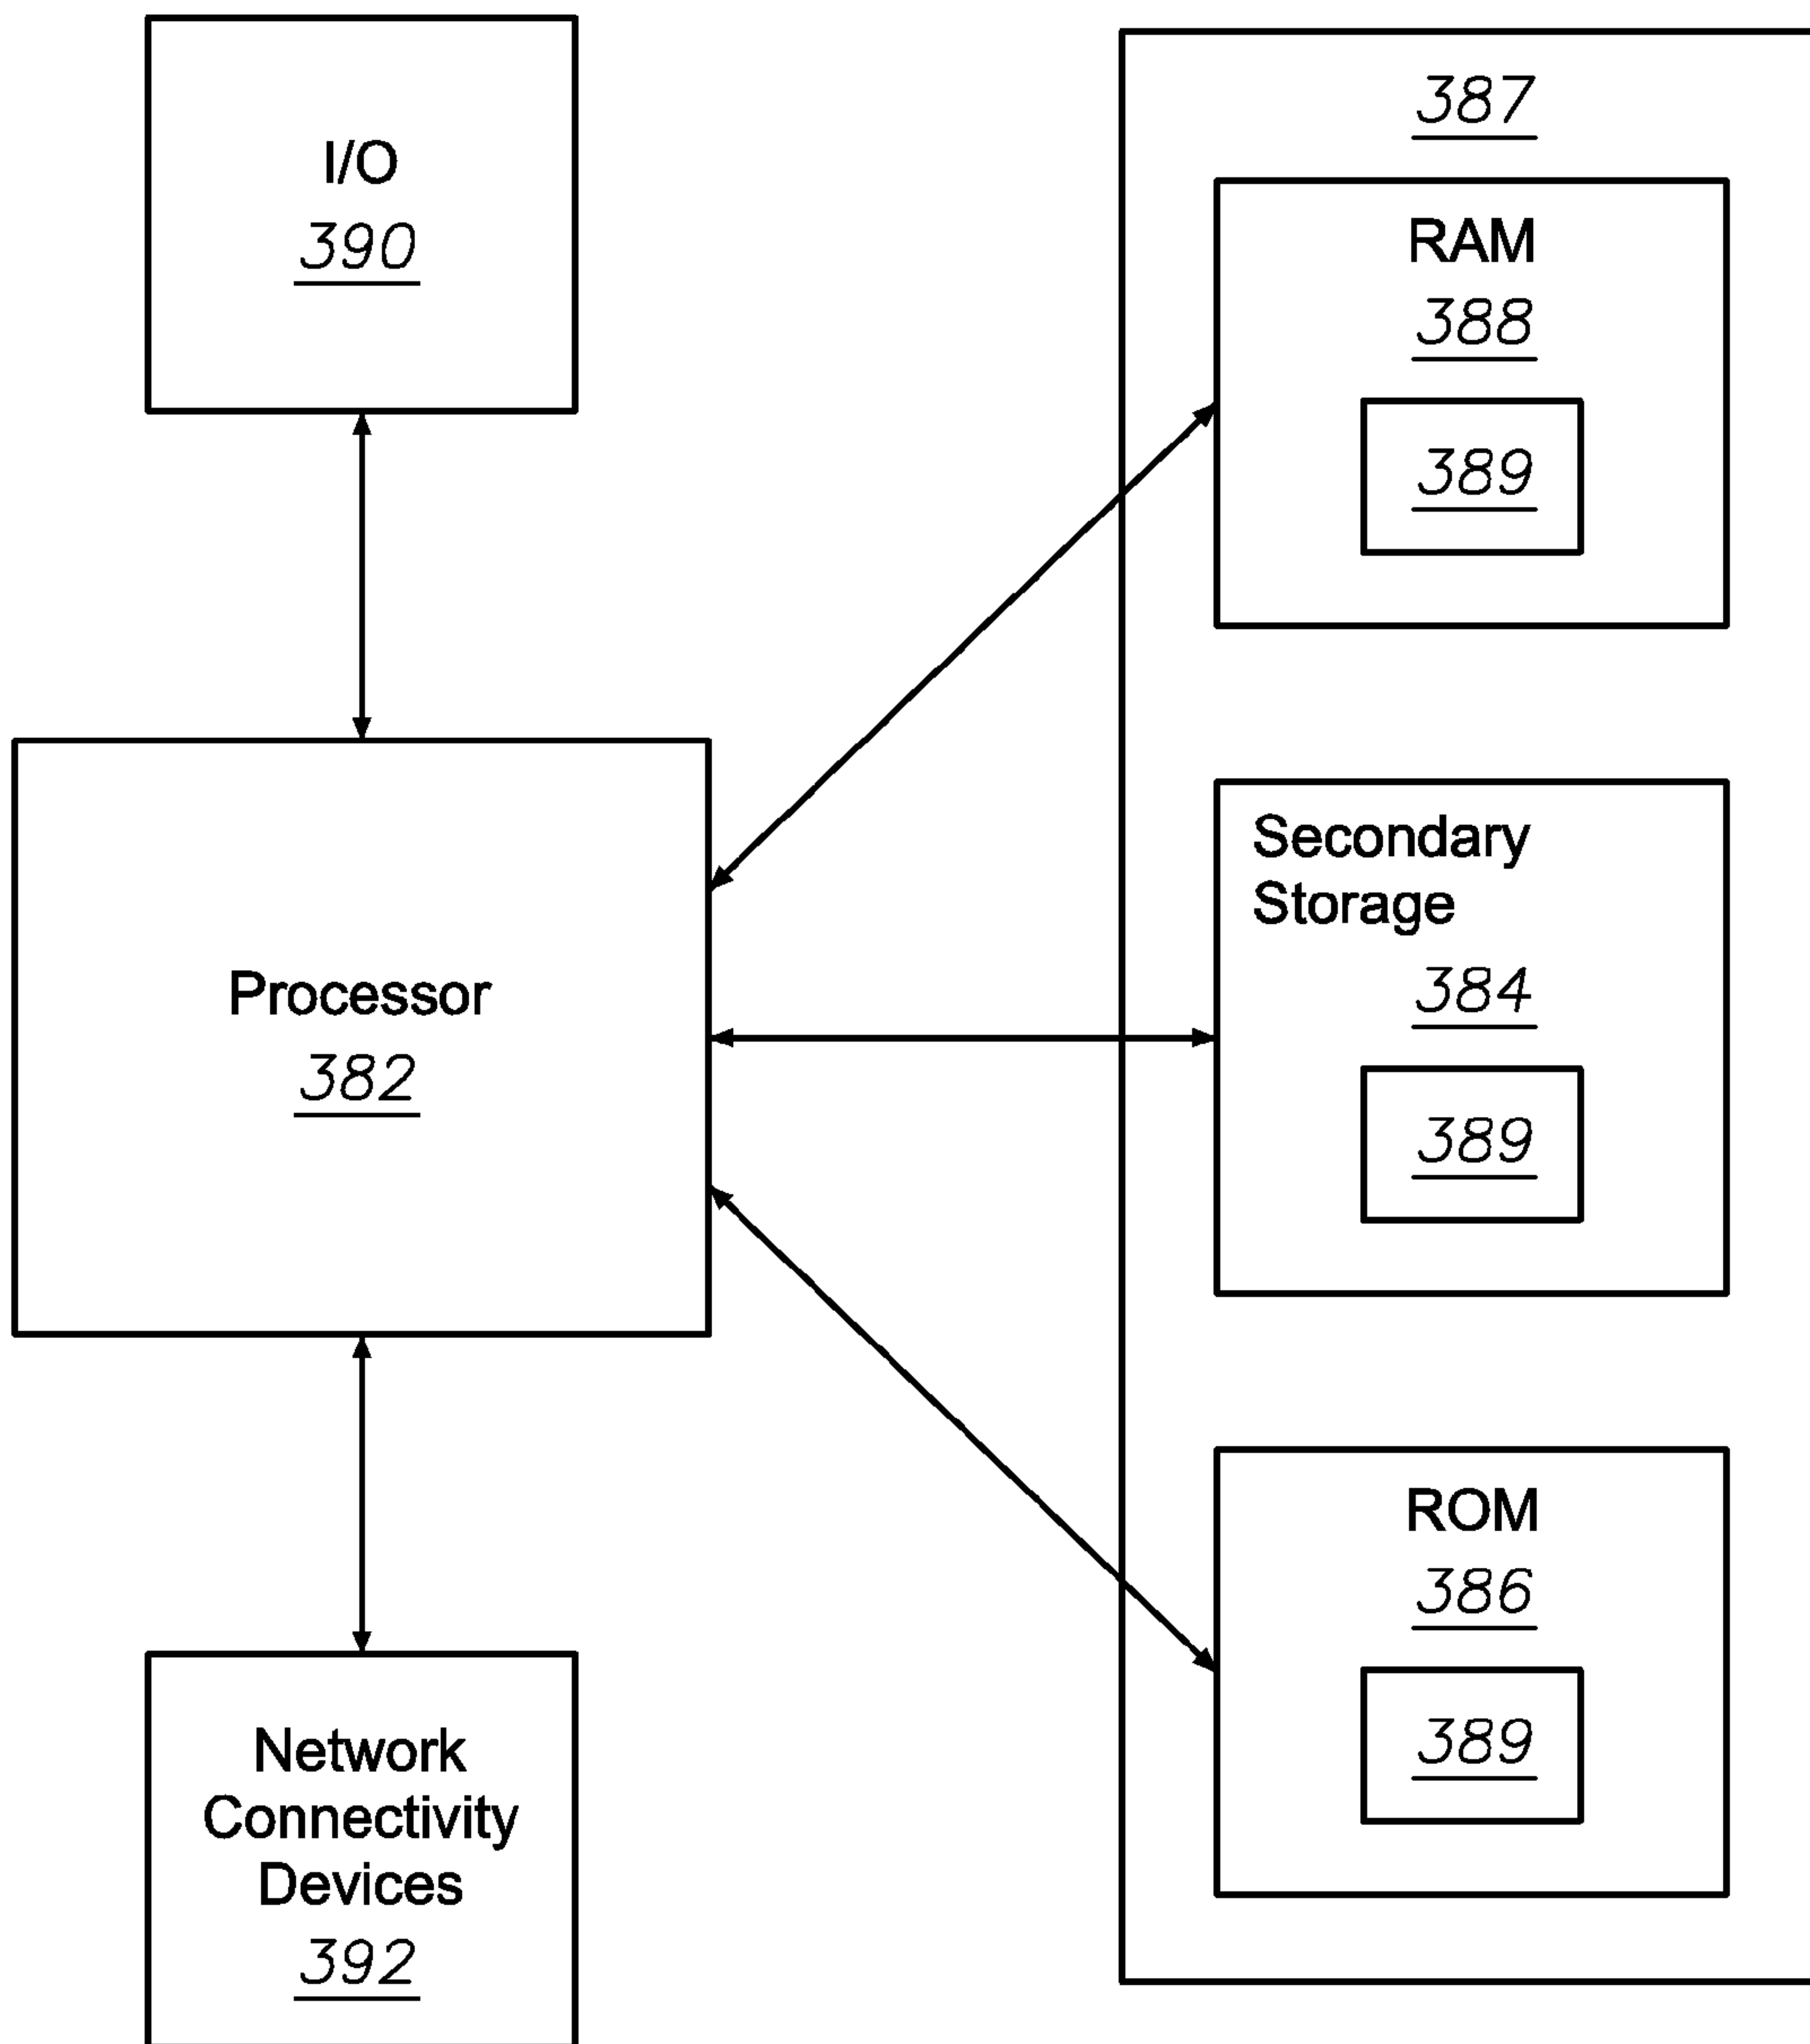 I/O
390
Processor
382
Network
Connectivity
Devices
392
387
RAM
388
389
Secondary
Storage
384
389
ROM
386
389